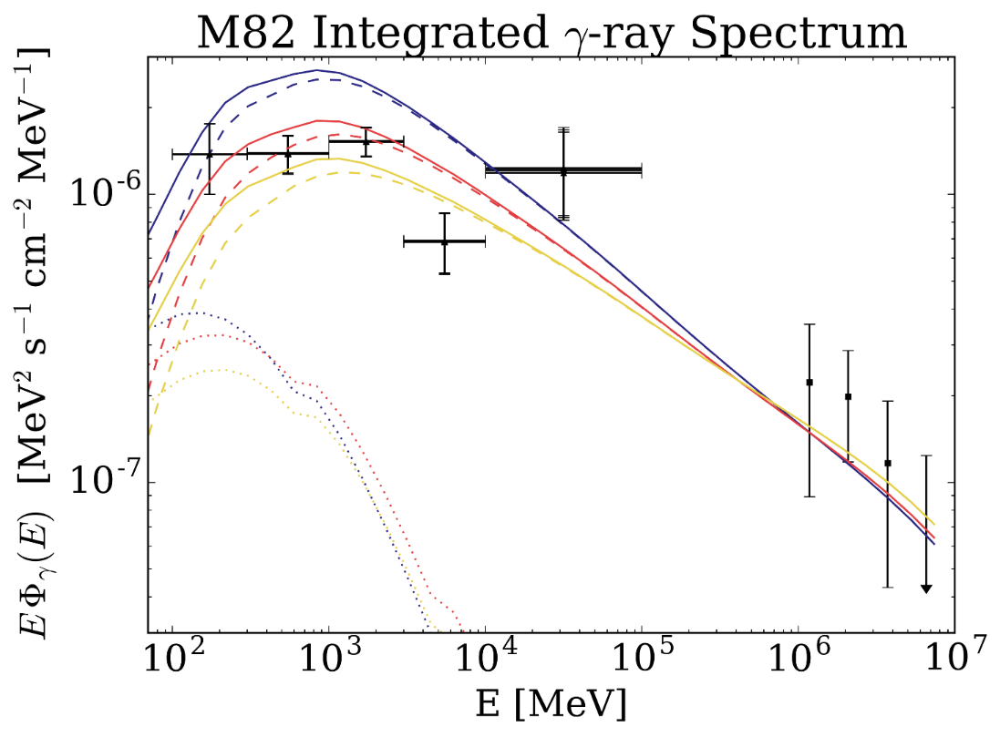 M82 Integrated γ-ray Spectrum
EΦᵧ(E) [MeV² s⁻¹ cm⁻² MeV⁻¹]
10⁻⁶
10⁻⁷
10² 10³ 10⁴ 10⁵ 10⁶ 10⁷
E [MeV]